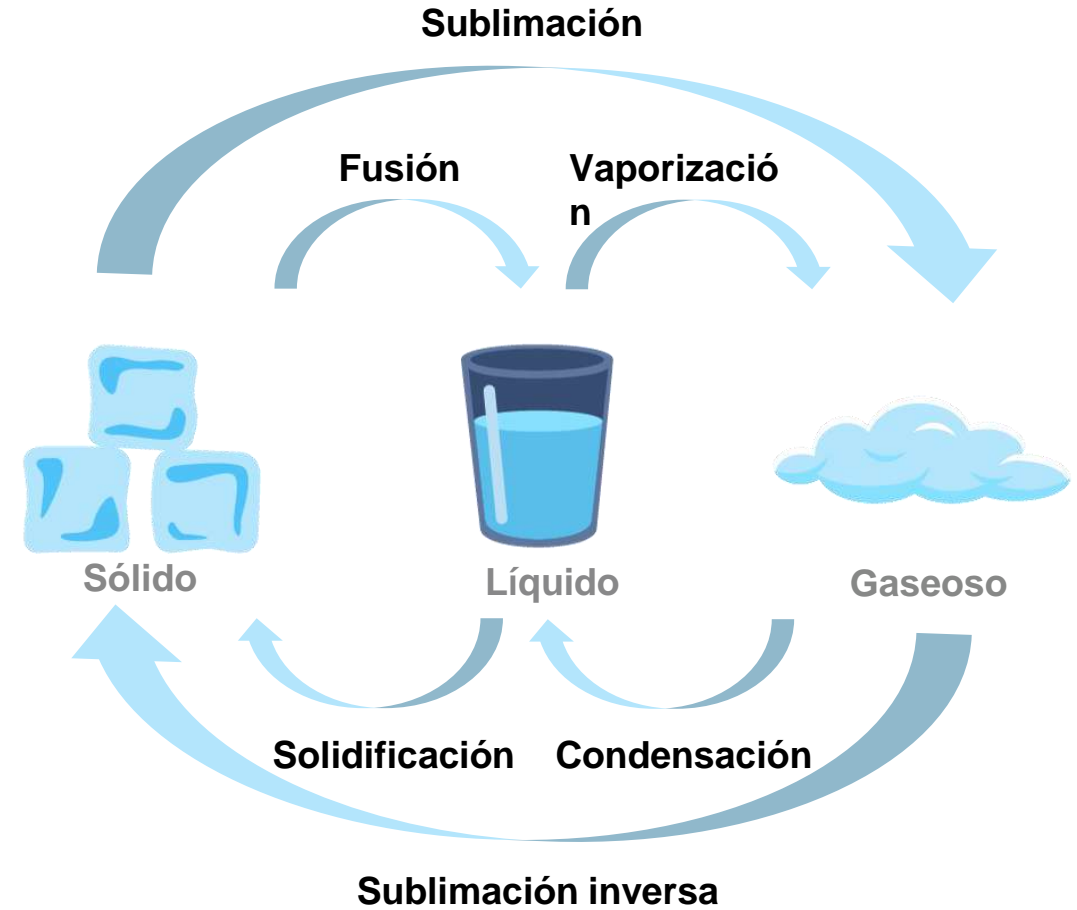 Sublimación
Fusión
Vaporizació
n
Sólido
Líquido
Gaseoso
Solidificación
Condensación
Sublimación inversa